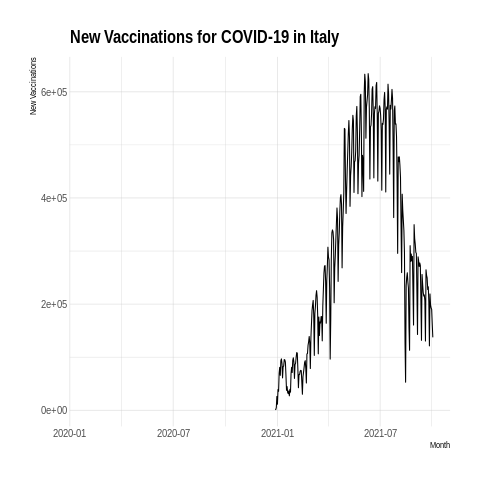 New Vaccinations for COVID-19 in Italy
New Vaccinations
6e+05
4e+05
2e+05
0e+00
2020-01 2020-07 2021-01 2021-07
Month